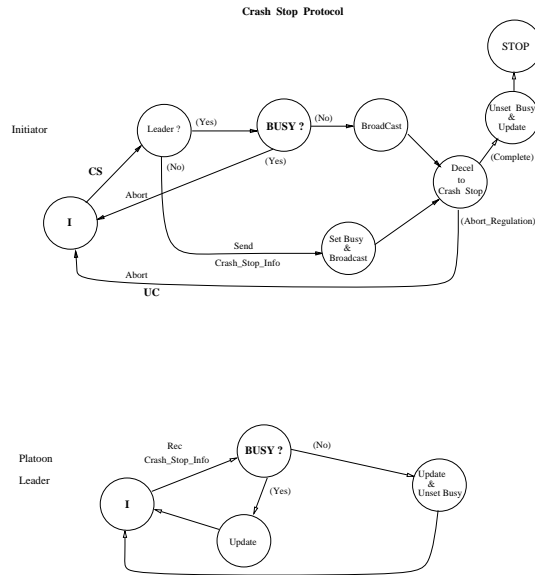 Crash Stop Protocol
STOP
Unset Busy
&
Update
(Complete)
Initiator
Leader ?
(Yes)
BUSY ?
(No)
BroadCast
(No)
(Yes)
CS
Abort
Decel
to
Crash Stop
I
(Abort_Regulation)
Send
Crash_Stop_Info
Set Busy
&
Broadcast
Abort
UC
Platoon
Leader
Rec
Crash_Stop_Info
BUSY ?
(No)
(Yes)
Update
&
Unset Busy
I
Update